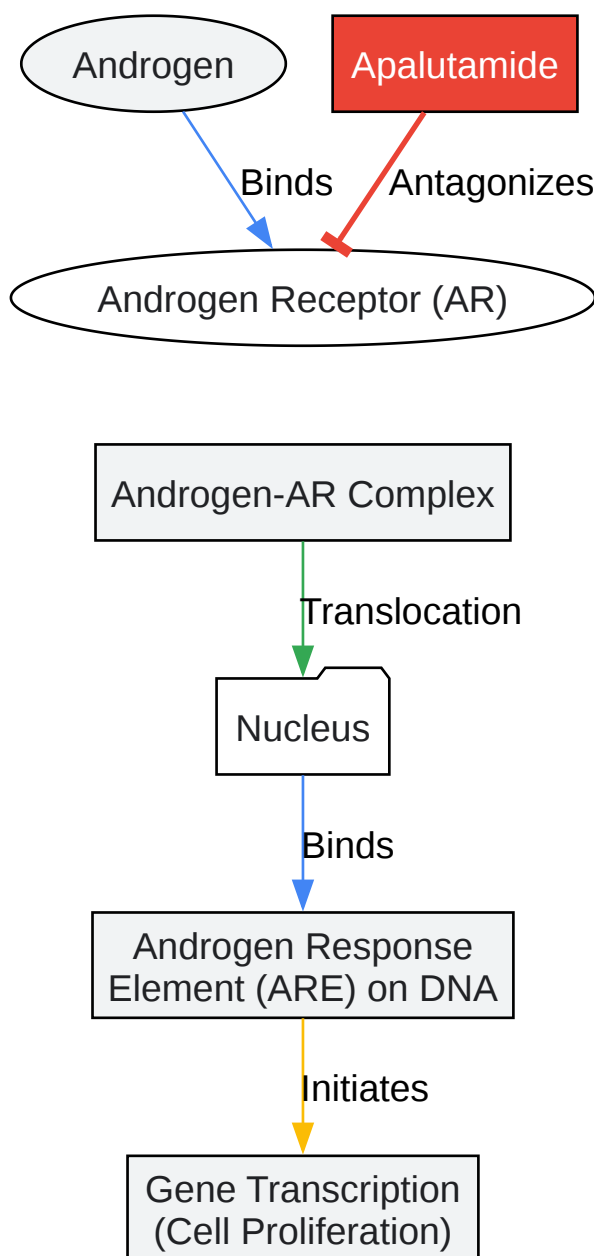 Androgen
Apalutamide
Binds
Antagonizes
Androgen Receptor (AR)
Androgen-AR Complex
Translocation
Nucleus
Binds
Androgen Response
Element (ARE) on DNA
Initiates
Gene Transcription
(Cell Proliferation)